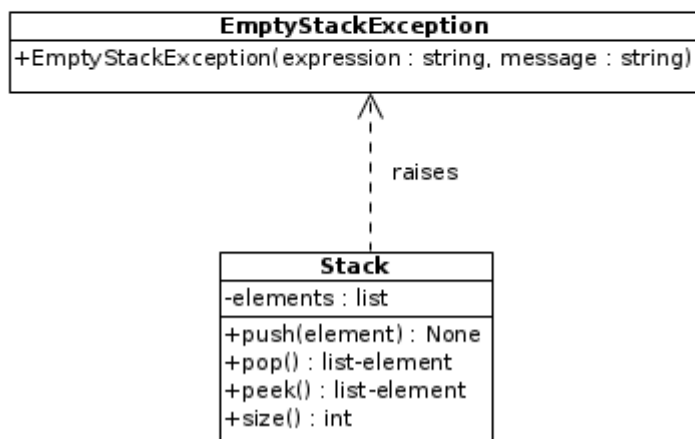 EmptyStackException
+EmptyStackException(expression : string, message : string)
raises
Stack
-elements : list
+push(element) : None
+pop() : list-element
+peek() : list-element
+size() : int